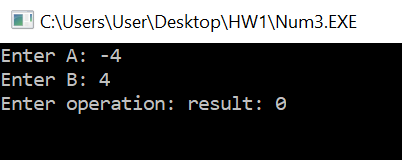 C:\Users\User\Desktop\HW1\Num3.EXE
Enter A: -4
Enter B: 4
Enter operation: result: 0